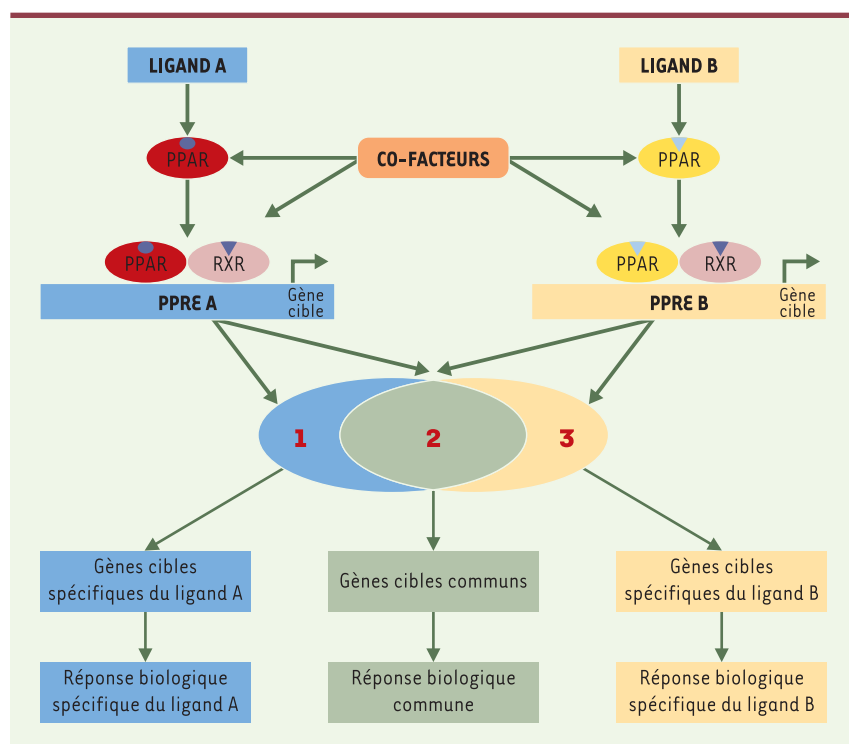 LIGAND A
LIGAND B
PPAR
CO-FACTEURS
PPAR
PPAR
RXR
PPAR
RXR
PPRE A
Gène
cible
PPRE B
Gène
cible
1
2
3
Gènes cibles
spécifiques du ligand A
Gènes cibles communs
Gènes cibles
spécifiques du ligand B
Réponse biologique
spécifique du ligand A
Réponse biologique
commune
Réponse biologique
spécifique du ligand B